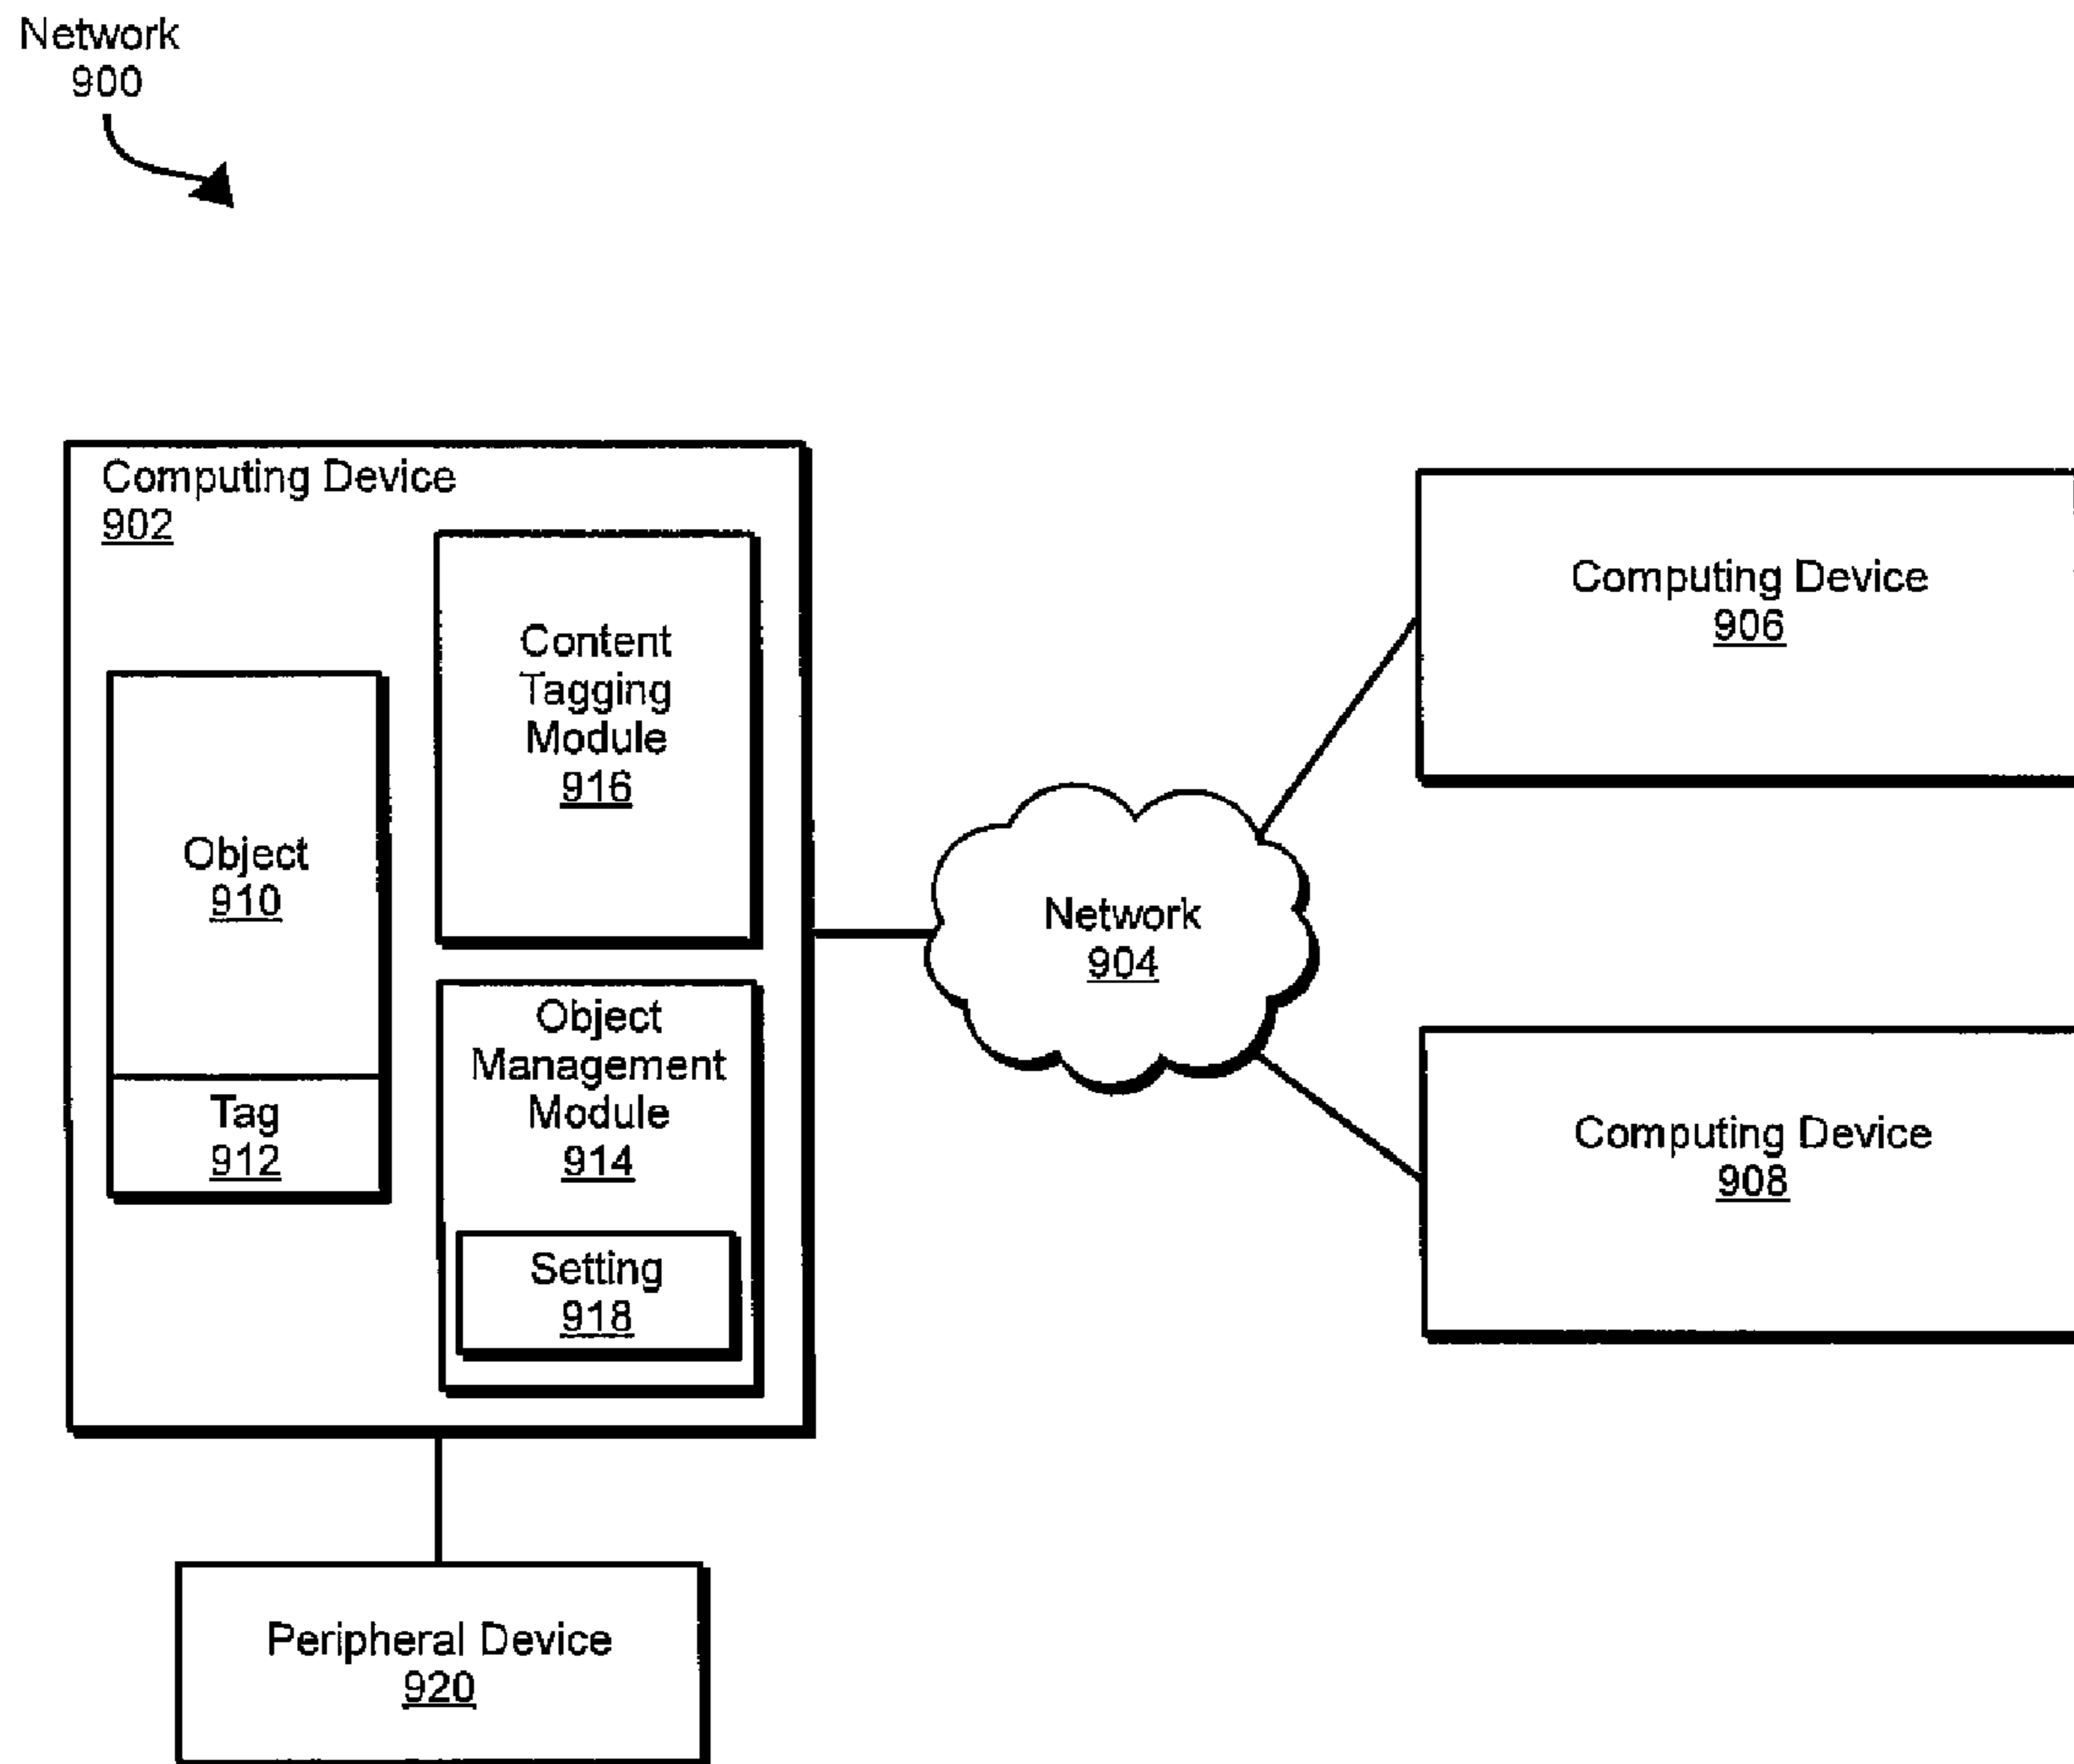 Network
900
Computing Device
902
Content
Tagging
Module
916
Object
910
Tag
912
Object
Management
Module
914
Setting
918
Network
904
Computing Device
906
Computing Device
908
Peripheral Device
920